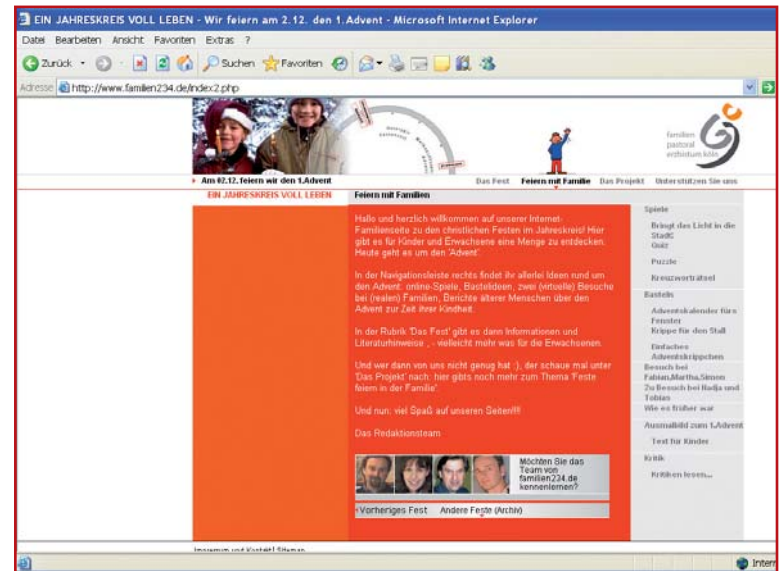 EIN JAHRESKREIS VOLL LEBEN - Wir feiern am 2.12. den 1.Advent - Microsoft Internet Explorer
Datei Bearbeiten Ansicht Favoriten Extras ?
Zurück Suchen Favoriten
Adresse http://www.familien234.de/index2.php
familien
pastoral
erzbistum köln
Am 02.12. feiern wir den 1.Advent
Das Fest Feiern mit Familie Das Projekt Unterstützen Sie uns
EIN JAHRESKREIS VOLL LEBEN
Feiern mit Familien
Hallo und herzlich willkommen auf unserer Internet-
Familienseite zu den christlichen Festen im Jahreskreis! Hier
gibt es für Kinder und Erwachsene eine Menge zu entdecken.
Heute geht es um den 'Advent'.
In der Navigationsleiste rechts findet ihr allerlei Ideen rund um
den Advent: online-Spiele, Bastelideen, zwei (virtuelle) Besuche
bei (realen) Familien, Berichte älterer Menschen über den
Advent zur Zeit ihrer Kindheit.
In der Rubrik 'Das Fest' gibt es dann Informationen und
Literaturhinweise , - vielleicht mehr was für die Erwachsenen.
Und wer dann von uns nicht genug hat :), der schaue mal unter
'Das Projekt' nach: hier gibts noch mehr zum Thema 'Feste
feiern in der Familie'.
Und nun: viel Spaß auf unseren Seiten!!!!
Das Redaktionsteam
Möchten Sie das
Team von
familien234.de
kennenlernen?
Vorheriges Fest Andere Feste (Archiv)
Spiele
Bringt das Licht in die
Stadt!
Quiz
Puzzle
Kreuzworträtsel
Basteln
Adventskalender fürs
Fenster
Krippe für den Stall
Einfaches
Adventskrippchen
Besuch bei
Fabian,Martha,Simon
Zu Besuch bei Nadja und
Tobias
Wie es früher war
Ausmalbild zum 1.Advent
Text für Kinder
Kritik
Kritiken lesen...
Impressum und Kontakt| Sitemap
Intern